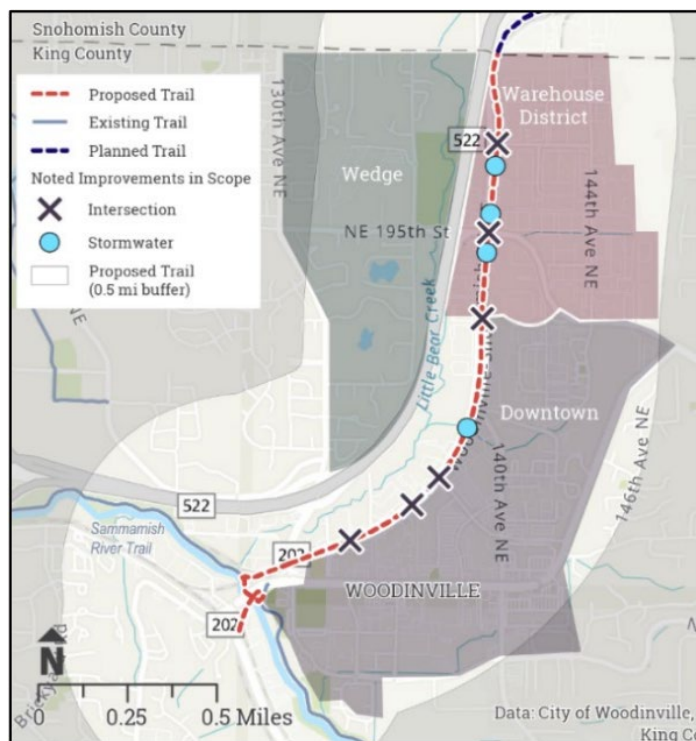 Snohomish County
King County
Proposed Trail
Existing Trail
Planned Trail
Noted Improvements in Scope
Intersection
Stormwater
Proposed Trail
(0.5 mi buffer)
130th Ave NE
Warehouse
District
522
Wedge
144th Ave NE
NE 195th St
Little Bear Creek
Downtown
140th Ave NE
146th Ave NE
522
Sammamish
River Trail
202
WOODINVILLE
202
N
0 0.25 0.5 Miles
Data: City of Woodinville,
King Co